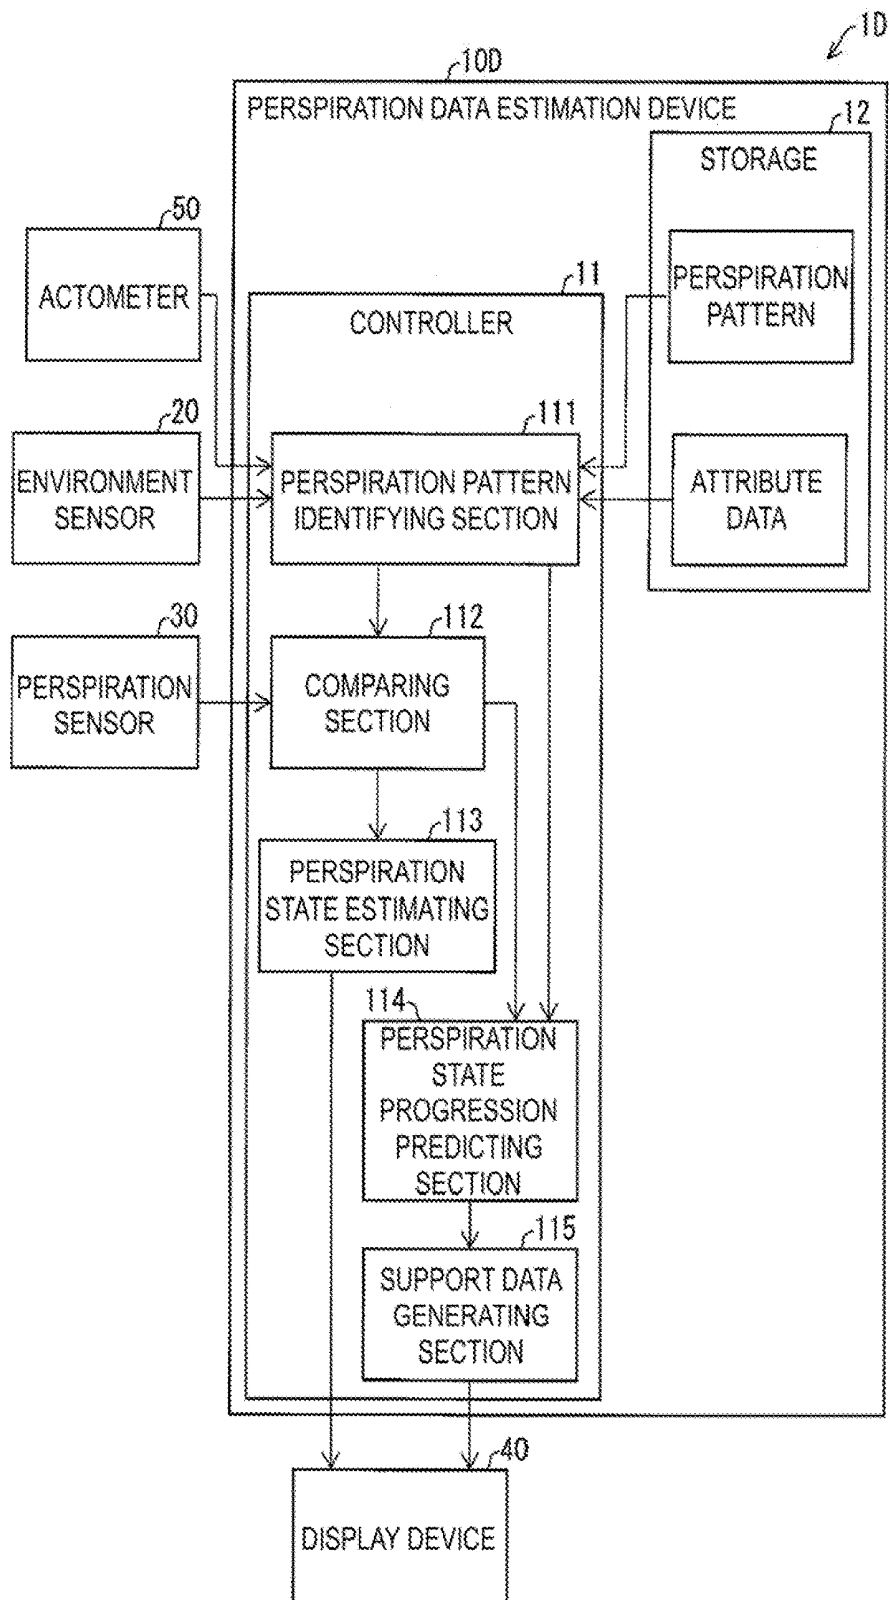 1D
10D
PERSPIRATION DATA ESTIMATION DEVICE
12
STORAGE
50
ACTOMETER
PERSPIRATION
PATTERN
11
CONTROLLER
20
ENVIRONMENT
SENSOR
111
PERSPIRATION PATTERN
IDENTIFYING SECTION
ATTRIBUTE
DATA
30
PERSPIRATION
SENSOR
112
COMPARING
SECTION
113
PERSPIRATION
STATE ESTIMATING
SECTION
114
PERSPIRATION
STATE
PROGRESSION
PREDICTING
SECTION
115
SUPPORT DATA
GENERATING
SECTION
40
DISPLAY DEVICE